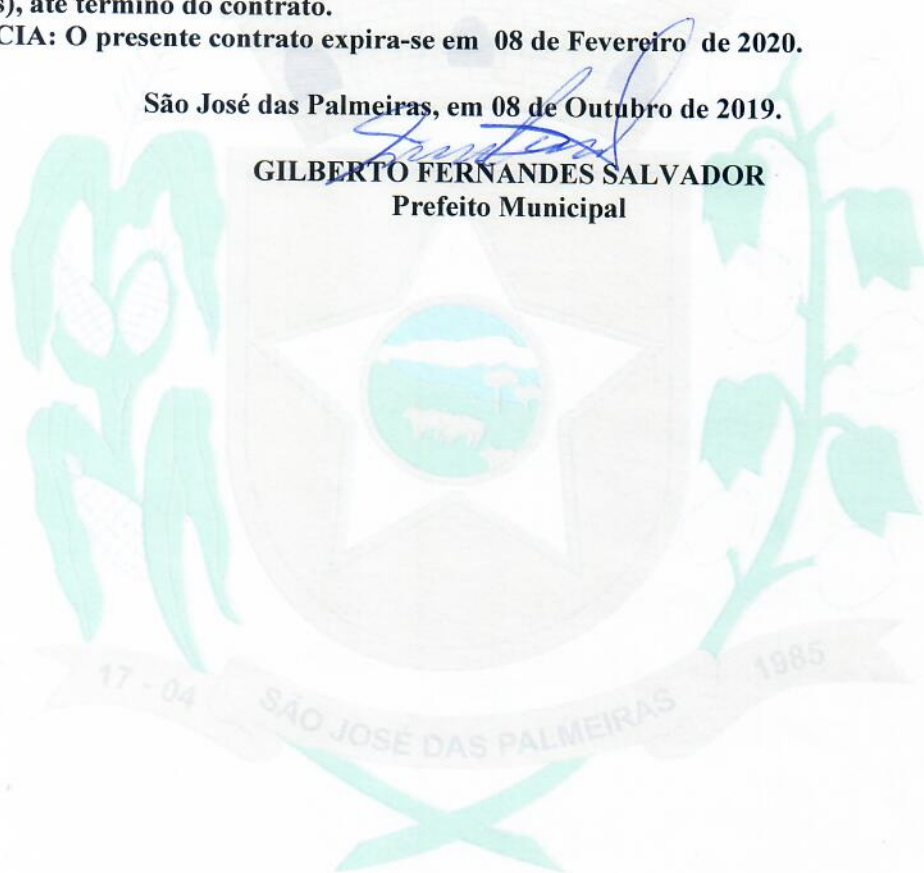 s), até término do contrato.
CIA: O presente contrato expira-se em 08 de Fevereiro de 2020.
São José das Palmeiras, em 08 de Outubro de 2019.
GILBERTO FERNANDES SALVADOR
Prefeito Municipal
17 - 04 SÃO JOSÉ DAS PALMEIRAS 1985